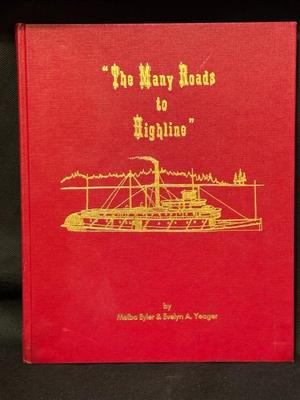 "The Many Roads
to
Highline"
by
Melba Eyler & Evelyn A. Yeager